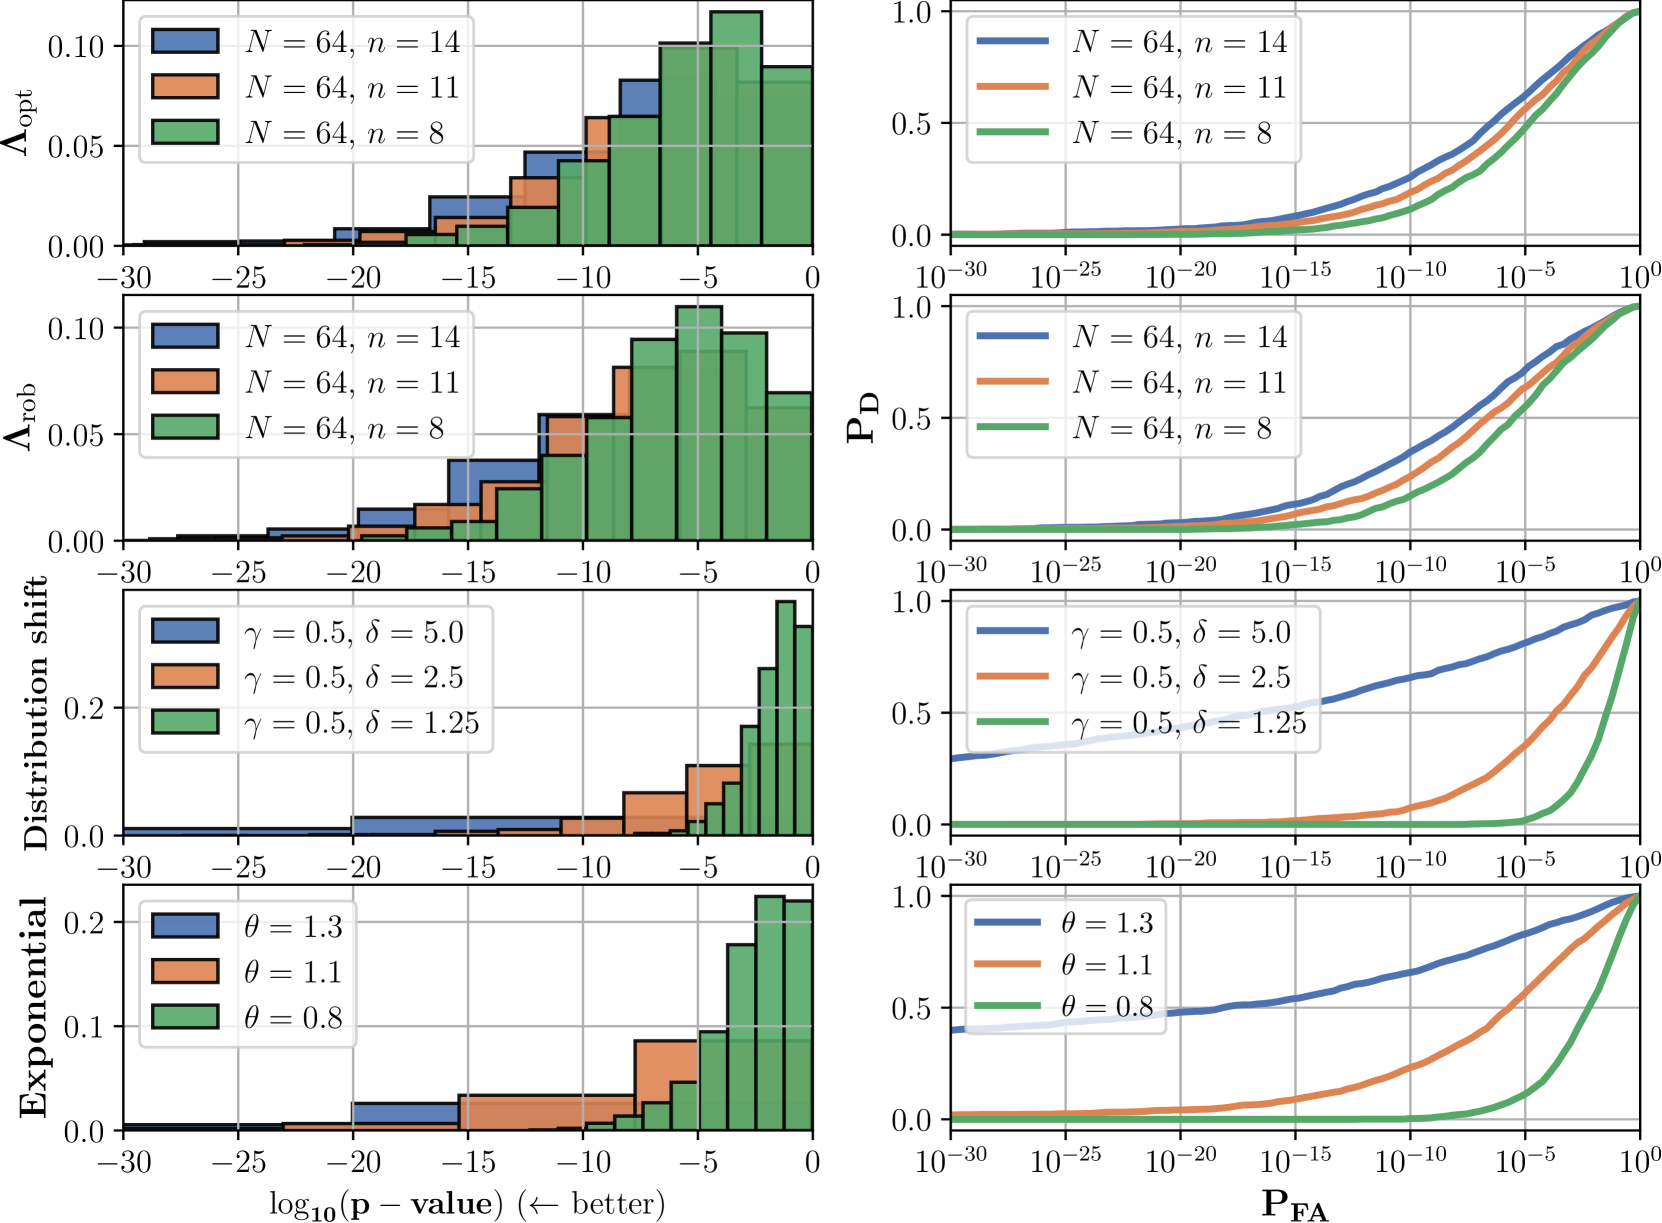 Λopt
0.10
0.05
0.00
N = 64, n = 14
N = 64, n = 11
N = 64, n = 8
−30 −25 −20 −15 −10 −5 0
1.0
0.5
0.0
N = 64, n = 14
N = 64, n = 11
N = 64, n = 8
10^−30 10^−25 10^−20 10^−15 10^−10 10^−5 10^0
Λrob
0.10
0.05
0.00
N = 64, n = 14
N = 64, n = 11
N = 64, n = 8
−30 −25 −20 −15 −10 −5 0
P_D
1.0
0.5
0.0
N = 64, n = 14
N = 64, n = 11
N = 64, n = 8
10^−30 10^−25 10^−20 10^−15 10^−10 10^−5 10^0
Distribution shift
0.2
0.0
γ = 0.5, δ = 5.0
γ = 0.5, δ = 2.5
γ = 0.5, δ = 1.25
−30 −25 −20 −15 −10 −5 0
1.0
0.5
0.0
γ = 0.5, δ = 5.0
γ = 0.5, δ = 2.5
γ = 0.5, δ = 1.25
10^−30 10^−25 10^−20 10^−15 10^−10 10^−5 10^0
Exponential
0.2
0.1
0.0
θ = 1.3
θ = 1.1
θ = 0.8
−30 −25 −20 −15 −10 −5 0
log10(p − value) (← better)
1.0
0.5
0.0
θ = 1.3
θ = 1.1
θ = 0.8
10^−30 10^−25 10^−20 10^−15 10^−10 10^−5 10^0
P_FA